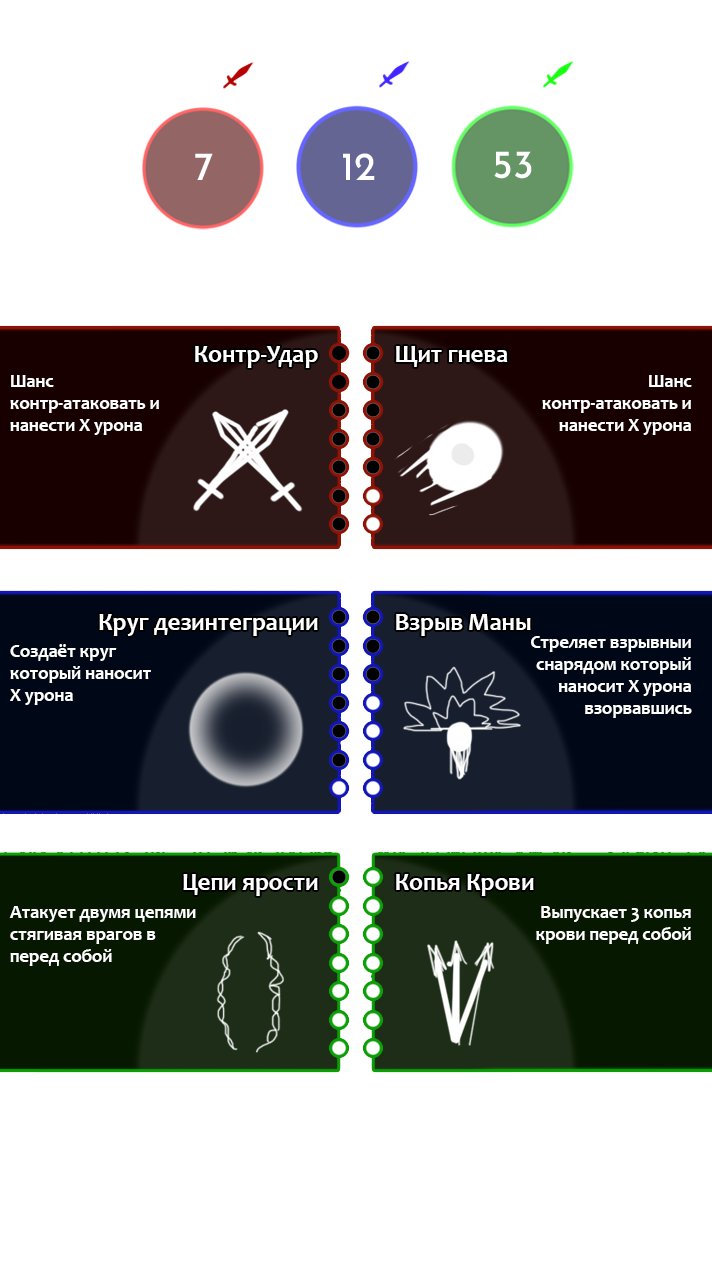 7
12
53
Контр-Удар
Шанс
контр-атаковать и
нанести X урона
Щит гнева
Шанс
контр-атаковать и
нанести X урона
Круг дезинтеграции
Создаёт круг
который наносит
X урона
Взрыв Маны
Стреляет взрывныи
снарядом который
наносит X урона
взорвавшись
Цепи ярости
Атакует двумя цепями
стягивая врагов в
перед собой
Копья Крови
Выпускает 3 копья
крови перед собой